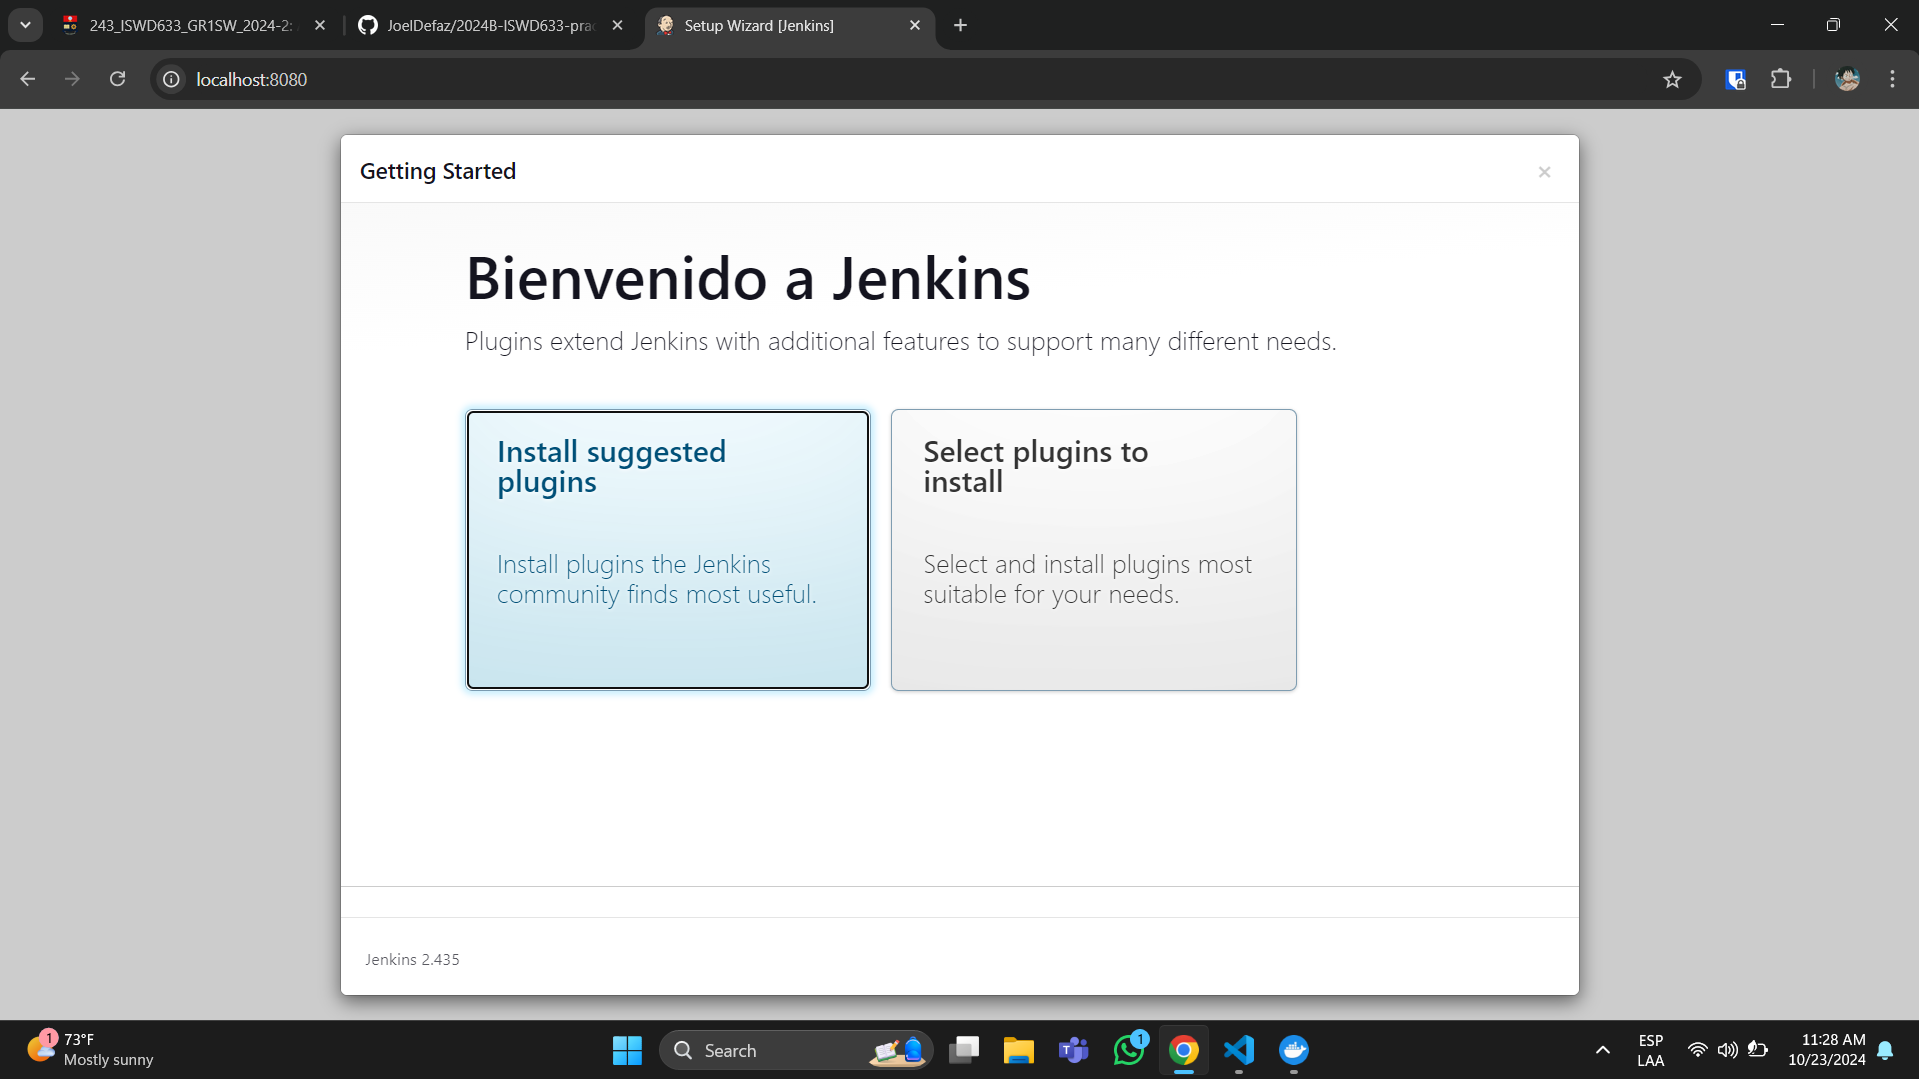 243_ISWD633_GR1SW_2024-2:
JoelDefaz/2024B-ISWD633-pra
Setup Wizard [Jenkins]
localhost:8080
Getting Started
Bienvenido a Jenkins
Plugins extend Jenkins with additional features to support many different needs.
Install suggested
plugins
Install plugins the Jenkins
community finds most useful.
Select plugins to
install
Select and install plugins most
suitable for your needs.
Jenkins 2.435
1
73°F
Mostly sunny
Search
1
ESP
LAA
11:28 AM
10/23/2024